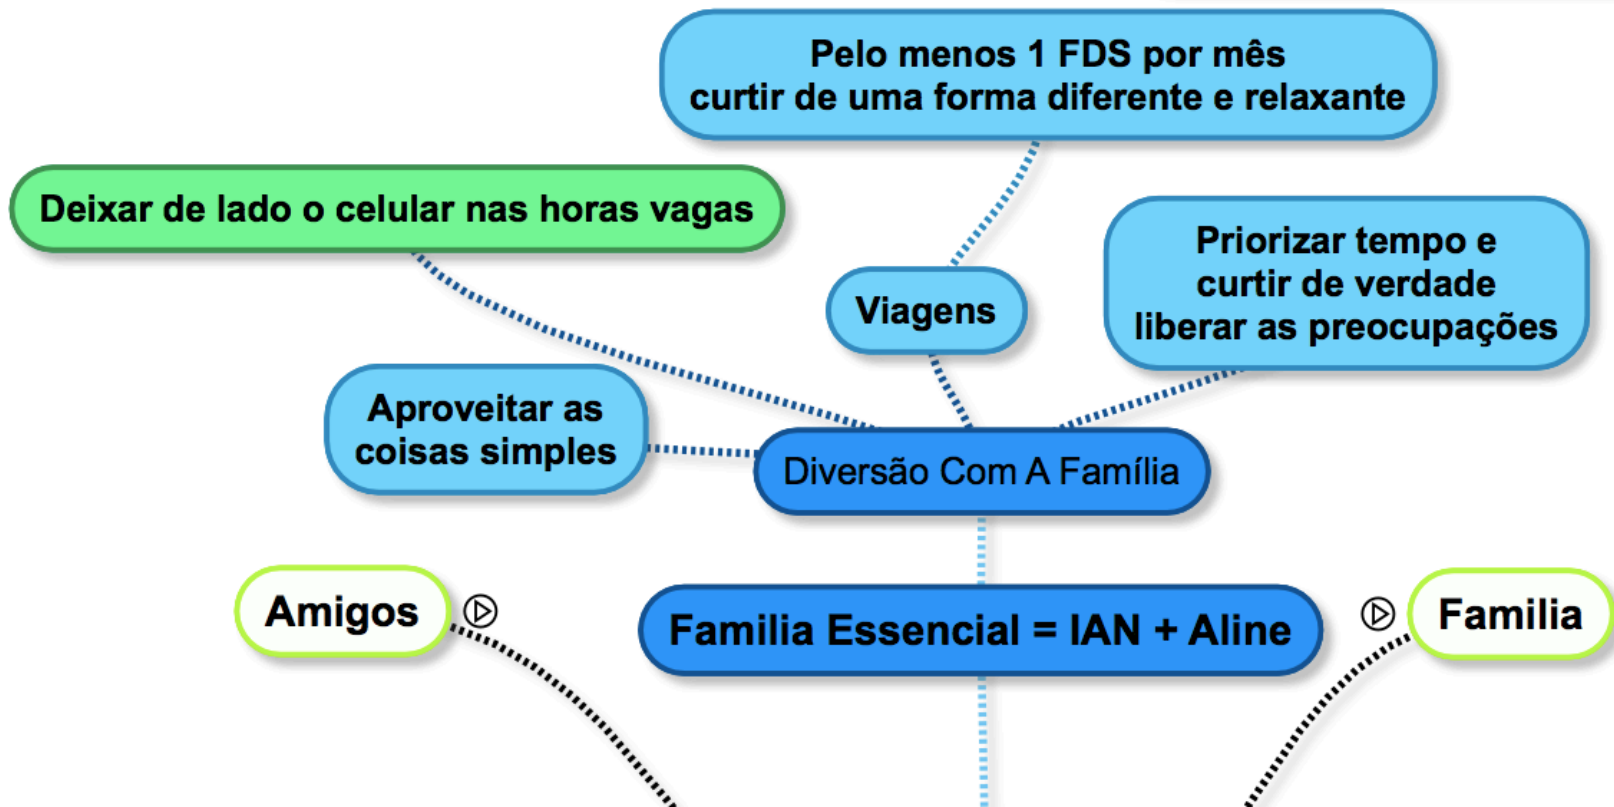 Pelo menos 1 FDS por mês
curtir de uma forma diferente e relaxante
Deixar de lado o celular nas horas vagas
Priorizar tempo e
curtir de verdade
liberar as preocupações
Viagens
Aproveitar as
coisas simples
Diversão Com A Família
Amigos
Familia Essencial = IAN + Aline
Familia